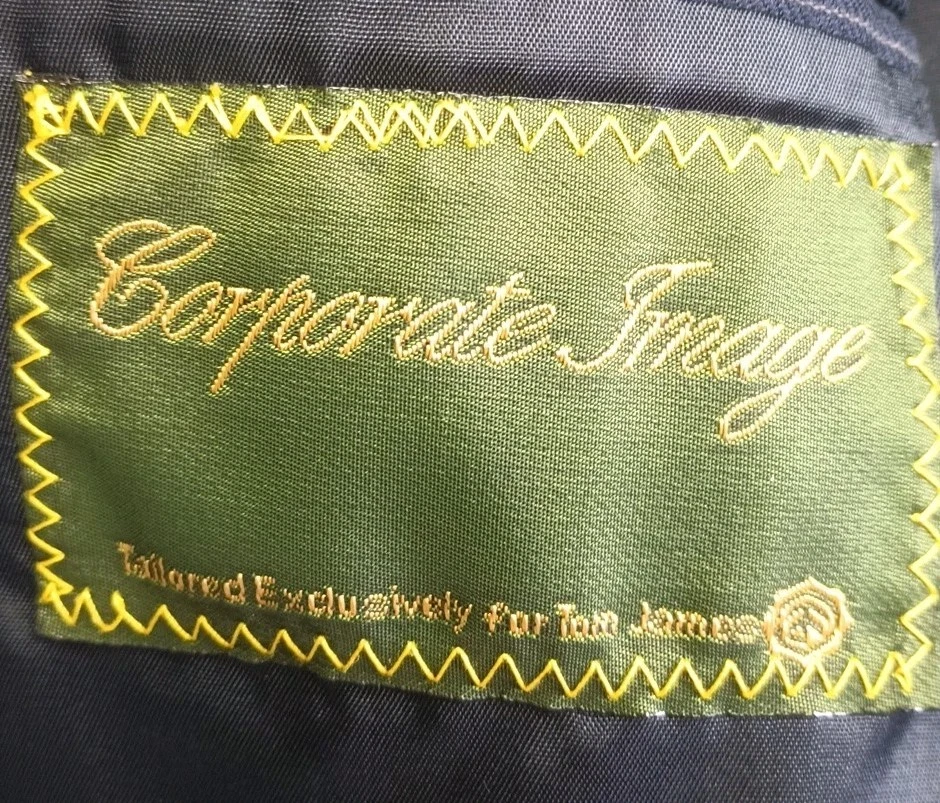 Corporate Image
Tailored Exclusively for Tom James